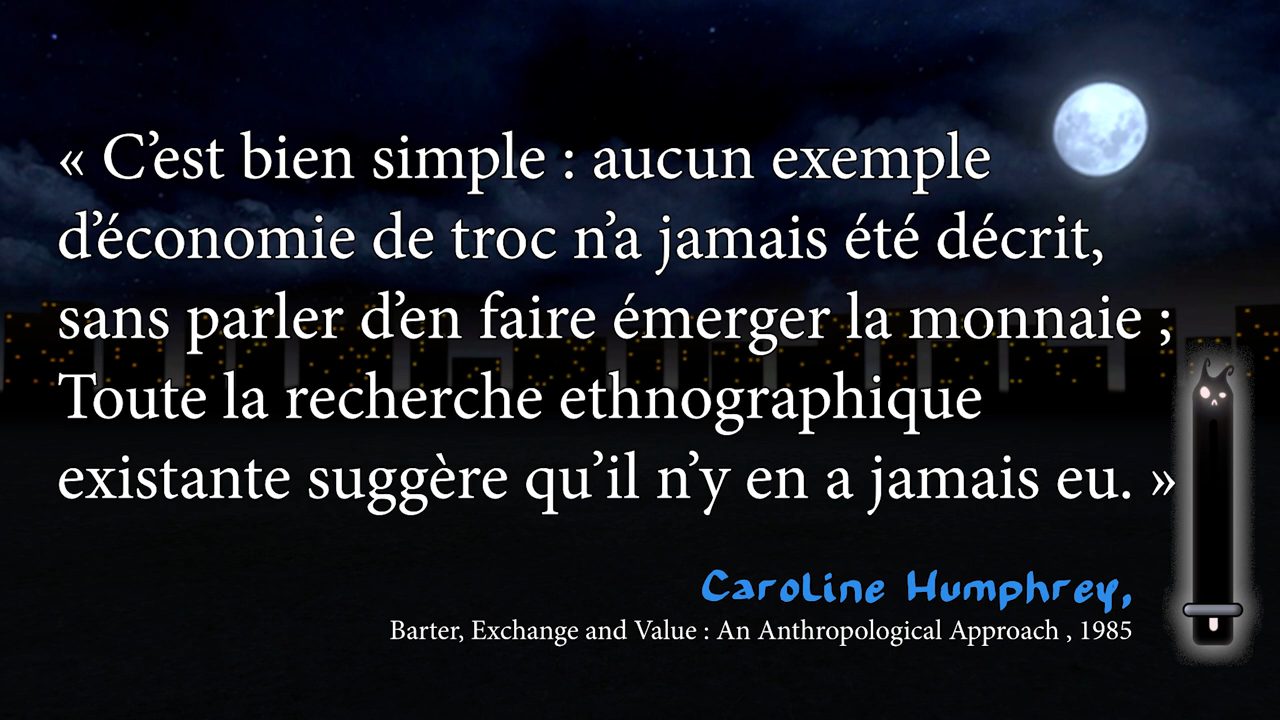 « C’est bien simple : aucun exemple
d’économie de troc n’a jamais été décrit,
sans parler d’en faire émerger la monnaie ;
Toute la recherche ethnographique
existante suggère qu’il n’y en a jamais eu. »
Caroline Humphrey,
Barter, Exchange and Value : An Anthropological Approach , 1985